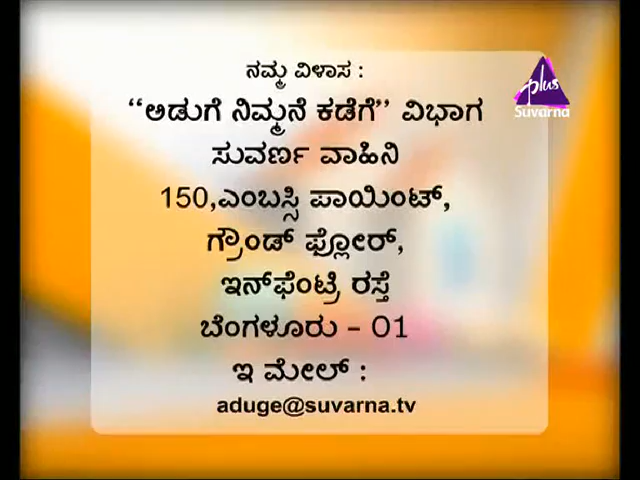 ನಮ್ಮ ವಿಳಾಸ :
“ಅಡುಗೆ ನಿಮ್ಮನೆ ಕಡೆಗೆ” ವಿಭಾಗ
ಸುವರ್ಣ ವಾಹಿನಿ
150,ಎಂಬಸ್ಸಿ ಪಾಯಿಂಟ್,
ಗ್ರೌಂಡ್ ಫ್ಲೋರ್,
ಇನ್‌ಫೆಂಟ್ರಿ ರಸ್ತೆ
ಬೆಂಗಳೂರು – 01
ಇ ಮೇಲ್ :
aduge@suvarna.tv
plus
Suvarna